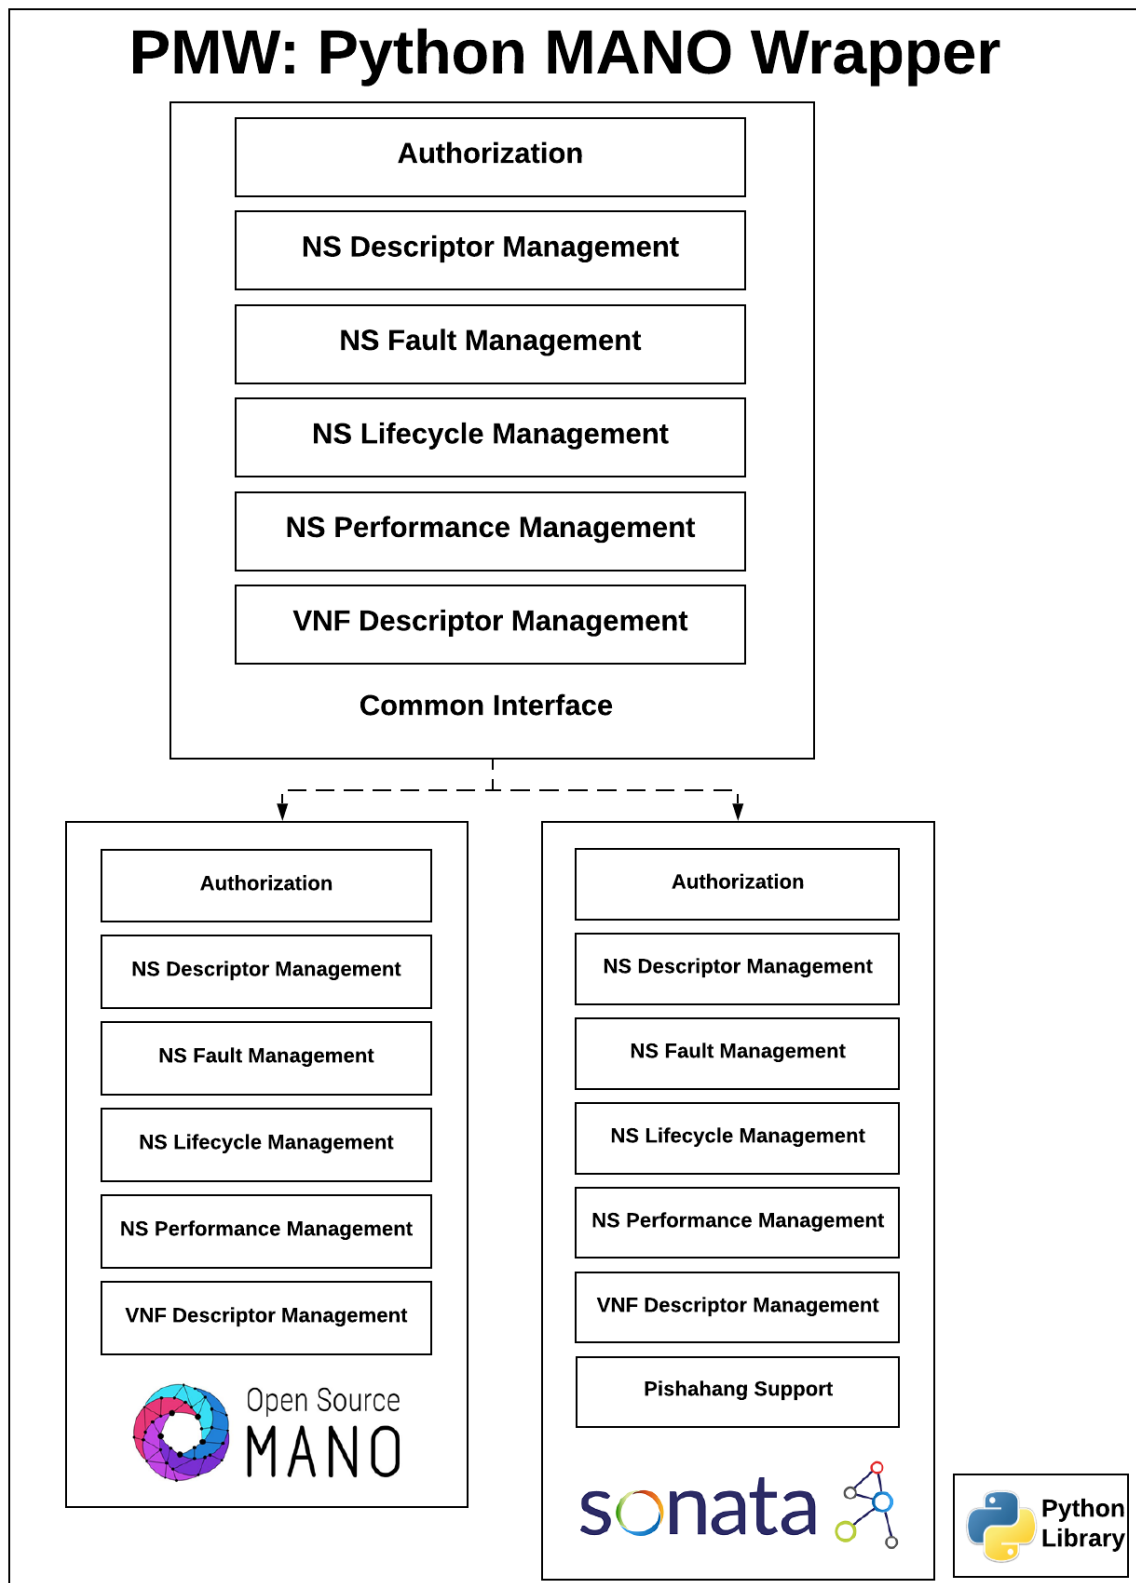 PMW: Python MANO Wrapper
Authorization
NS Descriptor Management
NS Fault Management
NS Lifecycle Management
NS Performance Management
VNF Descriptor Management
Common Interface
Authorization
NS Descriptor Management
NS Fault Management
NS Lifecycle Management
NS Performance Management
VNF Descriptor Management
Open Source
MANO
Authorization
NS Descriptor Management
NS Fault Management
NS Lifecycle Management
NS Performance Management
VNF Descriptor Management
Pishahang Support
sonata
Python
Library